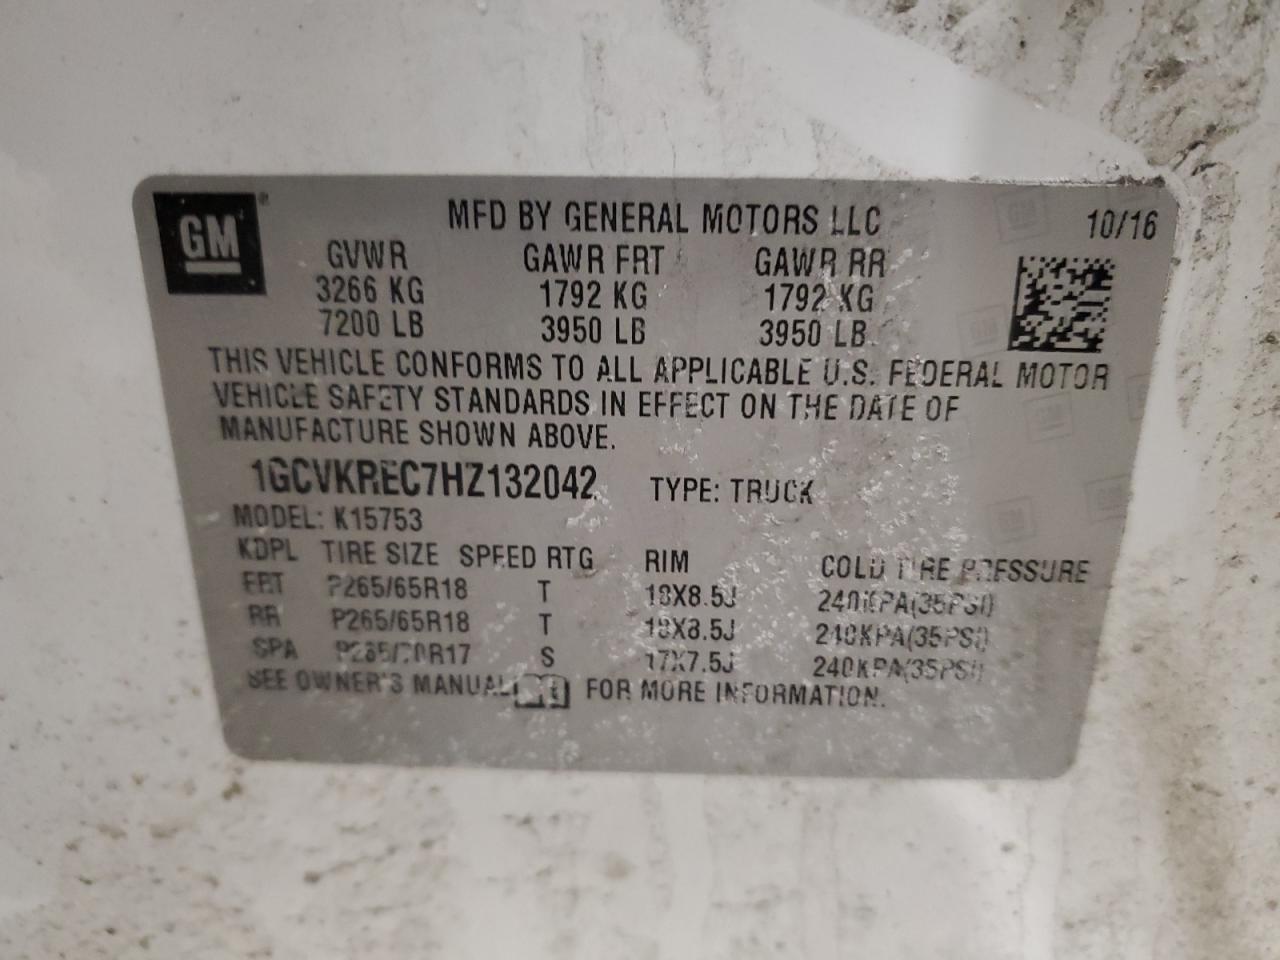 GM
MFD BY GENERAL MOTORS LLC 10/16
GVWR GAWR FRT GAWR RR
3266 KG 1792 KG 1792 KG
7200 LB 3950 LB 3950 LB
THIS VEHICLE CONFORMS TO ALL APPLICABLE U.S. FEDERAL MOTOR
VEHICLE SAFETY STANDARDS IN EFFECT ON THE DATE OF
MANUFACTURE SHOWN ABOVE.
1GCVKREC7HZ132042 TYPE: TRUCK
MODEL: K15753
KDPL TIRE SIZE SPEED RTG RIM COLD TIRE PRESSURE
FRT P265/65R18 T 18X8.5J 240KPA(35PSI)
RR P265/65R18 T 18X8.5J 240KPA(35PSI)
SPA P265/70R17 S 17X7.5J 240KPA(35PSI)
SEE OWNER'S MANUAL FOR MORE INFORMATION.